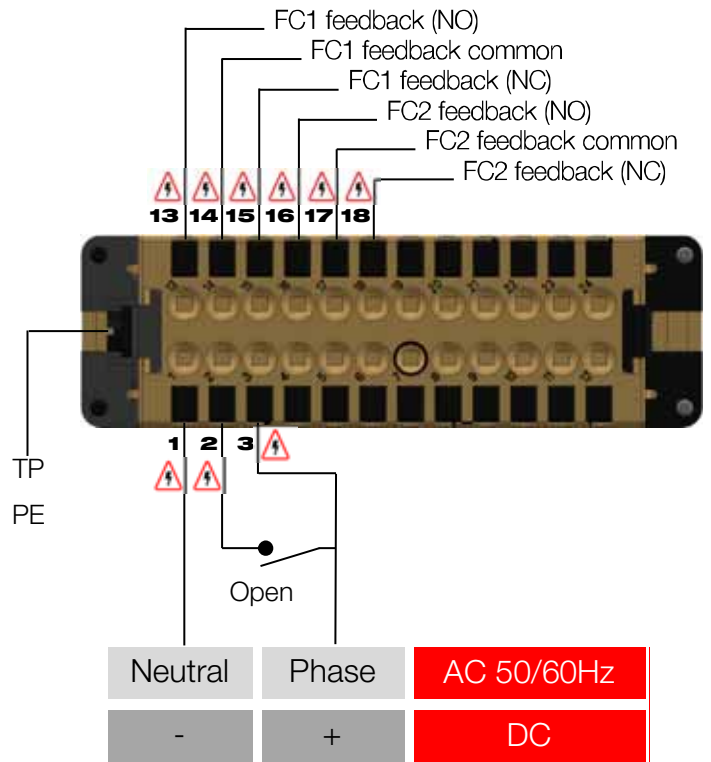 FC1 feedback (NO)
FC1 feedback common
FC1 feedback (NC)
FC2 feedback (NO)
FC2 feedback common
FC2 feedback (NC)
13 14 15 16 17 18
1 2 3
TP
PE
Open
Neutral Phase AC 50/60Hz
- + DC